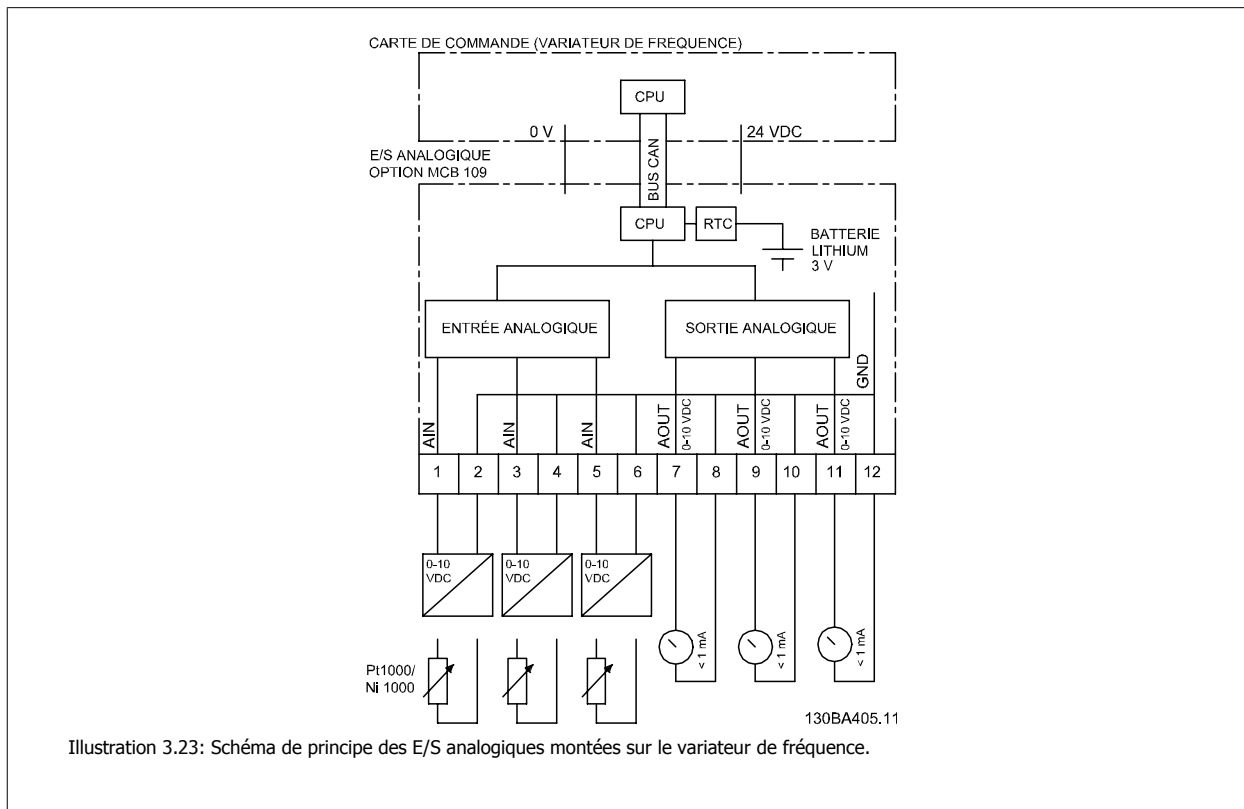 CARTE DE COMMANDE (VARIATEUR DE FREQUENCE)
CPU
0 V
24 VDC
BUS CAN
E/S ANALOGIQUE
OPTION MCB 109
CPU
RTC
BATTERIE
LITHIUM
3 V
ENTRÉE ANALOGIQUE
SORTIE ANALOGIQUE
GND
AIN
AIN
AIN
AOUT
0-10 VDC
AOUT
0-10 VDC
AOUT
0-10 VDC
1 2 3 4 5 6 7 8 9 10 11 12
0-10
VDC
0-10
VDC
0-10
VDC
< 1 mA
< 1 mA
< 1 mA
Pt1000/
Ni 1000
130BA405.11
Illustration 3.23: Schéma de principe des E/S analogiques montées sur le variateur de fréquence.